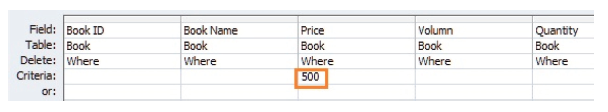 Field: Book ID Book Name Price Volumn Quantity
Table: Book Book Book Book Book
Delete: Where Where Where Where Where
Criteria: 500
or: